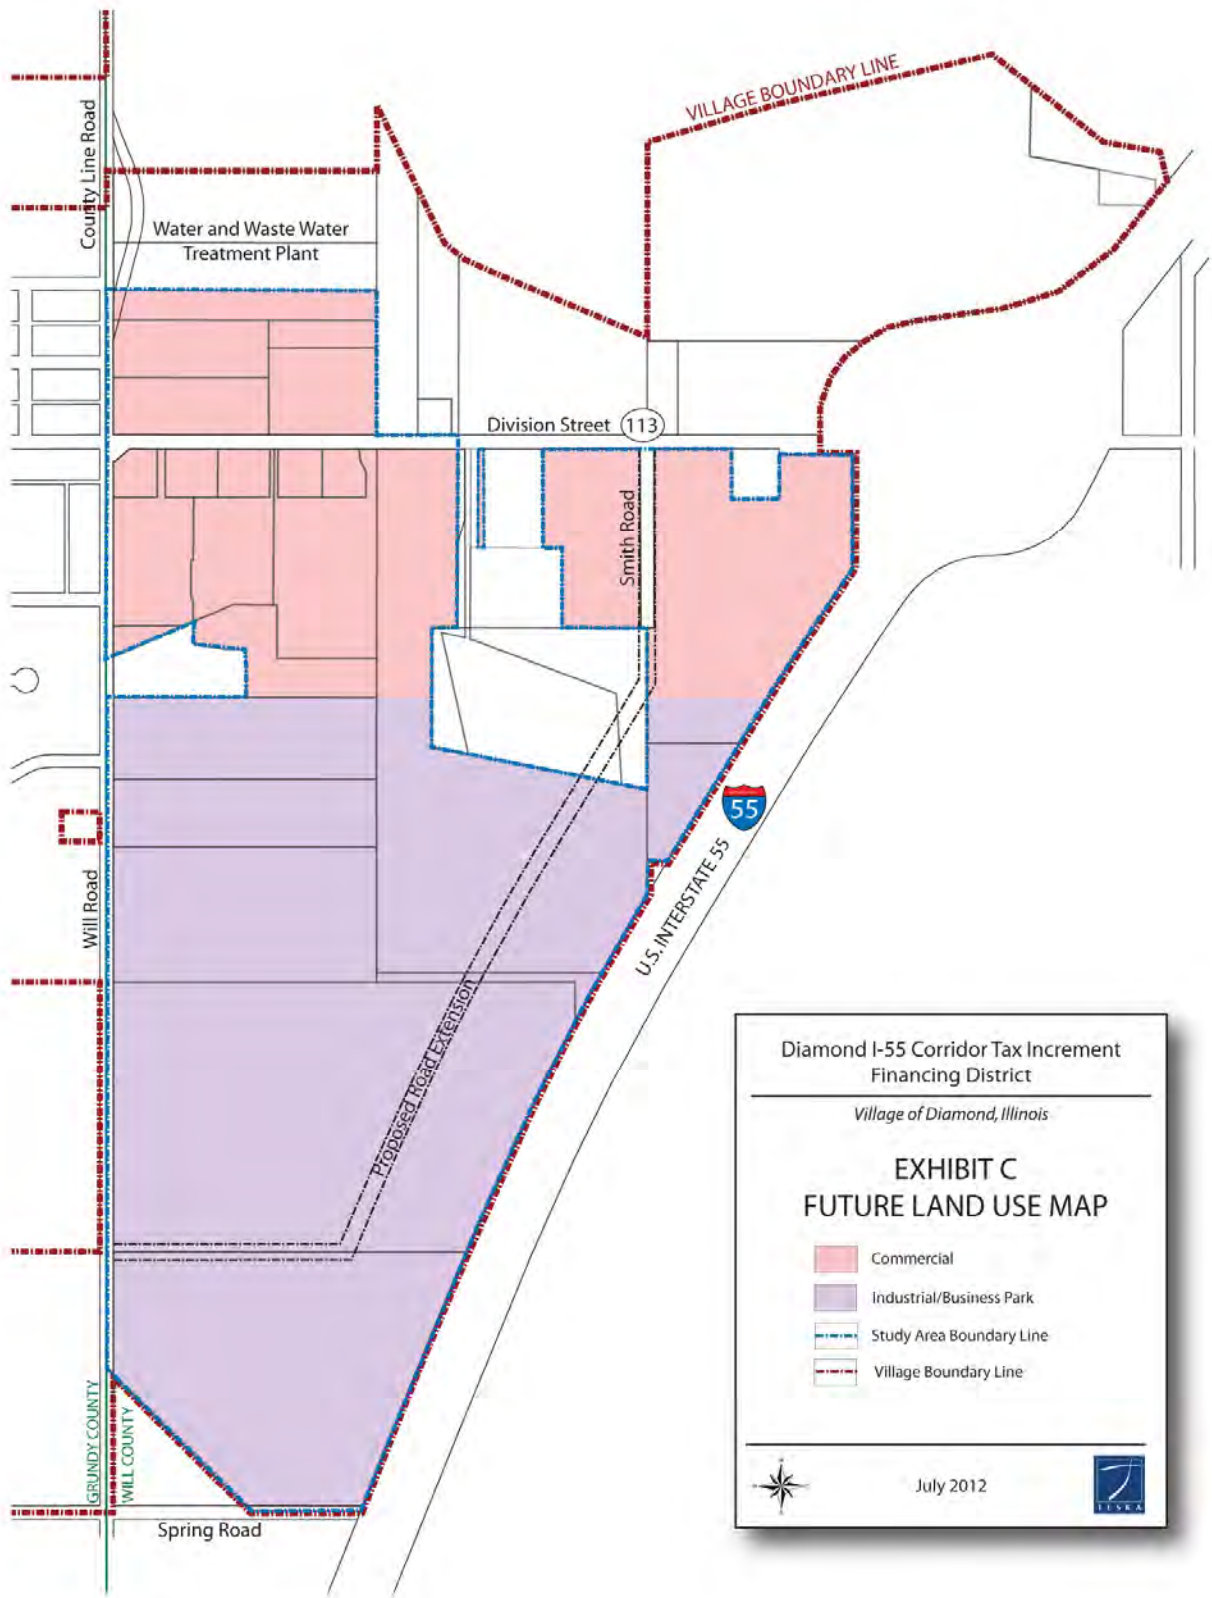 VILLAGE BOUNDARY LINE
County Line Road
Water and Waste Water
Treatment Plant
Division Street
113
Smith Road
55
U.S. INTERSTATE 55
Will Road
Proposed Road Extension
GRUNDY COUNTY
WILL COUNTY
Spring Road
Diamond I-55 Corridor Tax Increment
Financing District
Village of Diamond, Illinois
EXHIBIT C
FUTURE LAND USE MAP
Commercial
Industrial/Business Park
Study Area Boundary Line
Village Boundary Line
July 2012
TESKA